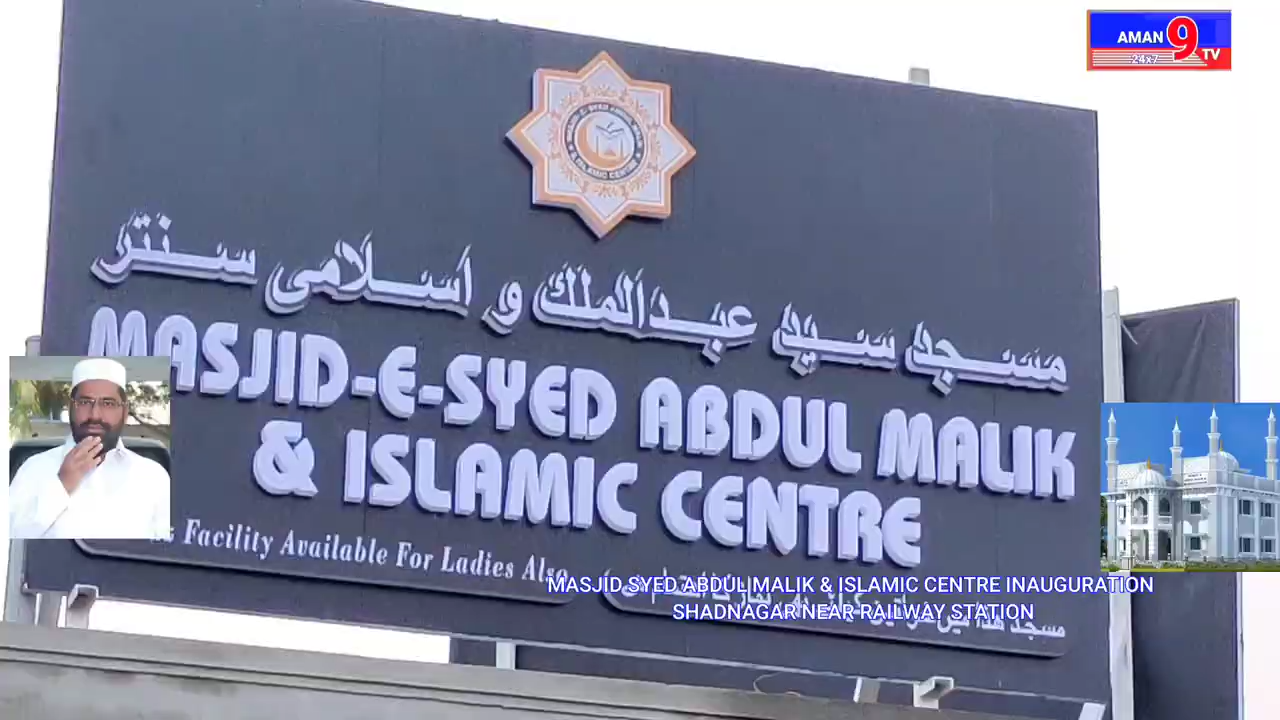 AMAN 9 TV
24x7
مسجد سید عبدالملك و اسلامی سنٹر
MASJID-E-SYED ABDUL MALIK
& ISLAMIC CENTRE
Facility Available For Ladies Also
MASJID SYED ABDUL MALIK & ISLAMIC CENTRE INAUGURATION
SHADNAGAR NEAR RAILWAY STATION